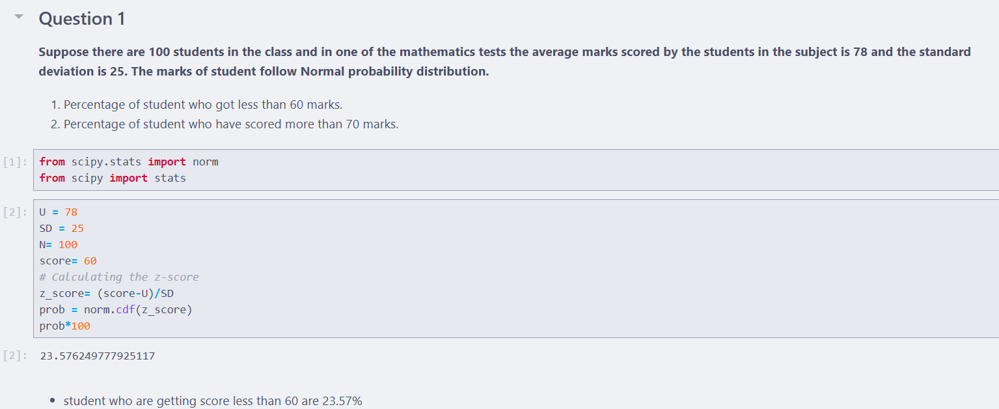 Question 1
Suppose there are 100 students in the class and in one of the mathematics tests the average marks scored by the students in the subject is 78 and the standard
deviation is 25. The marks of student follow Normal probability distribution.
1. Percentage of student who got less than 60 marks.
2. Percentage of student who have scored more than 70 marks.
[1]: from scipy.stats import norm
from scipy import stats
[2]: U = 78
SD = 25
N= 100
score= 60
# Calculating the z-score
z_score= (score-U)/SD
prob = norm.cdf(z_score)
prob*100
[2]: 23.576249777925117
• student who are getting score less than 60 are 23.57%